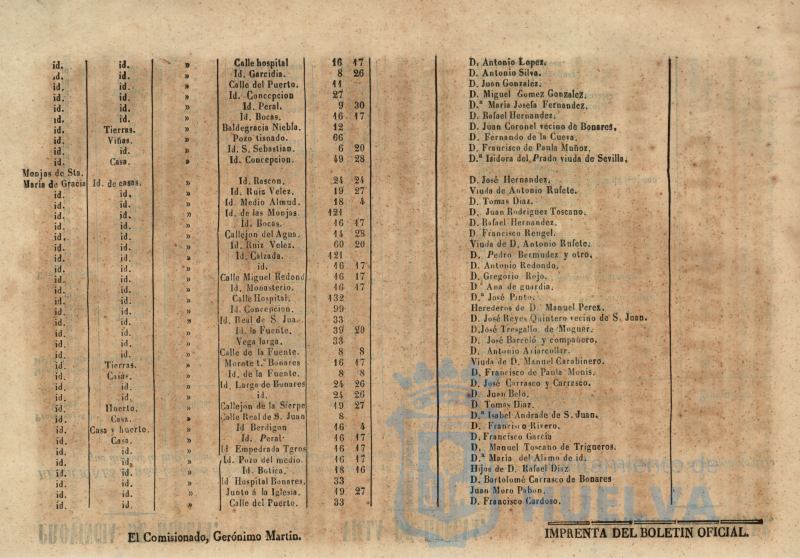 id. id. » Calle hospital 16 17 D. Antonio Lopez.
id. id. » Id. Garcidia. 8 26 D. Antonio Silva.
id. id. » Calle del Puerto. 11 D. Juan Gonzalez.
id. id. » Id. Concepcion 27 D. Miguel Gomez Gonzalez.
id. id. » Id. Peral. 9 30 D.ª Maria Josefa Fernandez.
id. id. » Id. Bocas. 16 17 D. Rafael Hernandez.
id. Tierras. » Baldegracia Niebla. 12 D. Juan Coronel vecino de Bonares.
id. Viñas. » Pozo tisnado. 66 D. Fernando de la Cueva.
id. id. » Id. S. Sebastian. 6 20 D. Francisco de Paula Muñoz.
id. Casa. » Id. Concepcion. 49 28 D.ª Isidora del Prado viuda de Sevilla.
Monjas de Sta.
Maria de Gracia Id. de casas. » Id. Rascon. 24 24 D. José Hernandez.
id. id. » Id. Ruiz Velez. 19 27 Viuda de Antonio Rufete.
id. id. » Id. Medio Almud. 18 4 D. Tomas Diaz.
id. id. » Id. de las Monjas 121 D. Juan Rodriguez Toscano.
id. id. » Id. Bocas. 16 17 D. Rafael Hernandez.
id. id. » Callejon del Agua. 14 28 D. Francisco Rengel.
id. id. » Id. Ruiz Velez. 60 20 Viuda de D. Antonio Rufete.
id. id. » Id. Calzada. 121 D. Pedro Bermudez y otro.
id. id. » id. 16 17 D. Antonio Redondo.
id. id. » Calle Miguel Redond 16 17 D. Gregorio Rojo.
id. id. » Id. Monasterio. 16 17 Dª Ana de guardia.
id. id. » Calle Hospital. 132 D.ª José Pinto.
id. id. » Id. Concepcion. 99 Herederos de D. Manuel Perez.
id. id. » Id. Real de S. Jua. 33 D. José Reyes Quintero vecino de S. Juan.
id. id. » Id. la Fuente. 39 20 D.José Tresgallo de Moguer.
id. id. » Vega larga. 33 D. José Barceló y compañero.
id. id. » Calle de la Fuente. 8 8 D. Antonio Ariarcollar.
id. Tierras. » Morote t.º Bonares 16 17 Viuda de D. Manuel Carabinero.
id. Casas. » Id. de la Fuente. 8 8 D. Francisco de Paula Munis.
id. id. » Id. Largo de Bonares 24 26 D. José Carrasco y Carrasco.
id. id. » id. 24 26 D. Juan Belo.
id. Huerto. » Callejon de la Sierpe 19 27 D. Tomas Diaz.
id. Casa. » Calle Real de S. Juan 8 D.ª Isabel Andrade de S. Juan.
id. Casa y huerto. » Id Berdigon 16 4 D. Francisco Rivero.
id. Casa. » Id. Peral. 16 17 D. Francisco Garcia
id. id. » Id Empedrada Tgros 16 17 D. Manuel Toscano de Trigueros.
id. id. » Id. Pozo del medio. 16 17 D.ª Maria del Alamo de id.
id. id. » Id. Botica. 18 16 Hijos de D. Rafael Diaz
id. id. » Id Hospital Bonares. 33 D. Bartolomé Carrasco de Bonares
id. id. » Junto á la Iglesia. 19 27 Juan Moro Pabon.
id. id. » Calle del Puerto. 33 D. Francisco Cardoso.
El Comisionado, Gerónimo Martin.
IMPRENTA DEL BOLETIN OFICIAL.
HUELVA